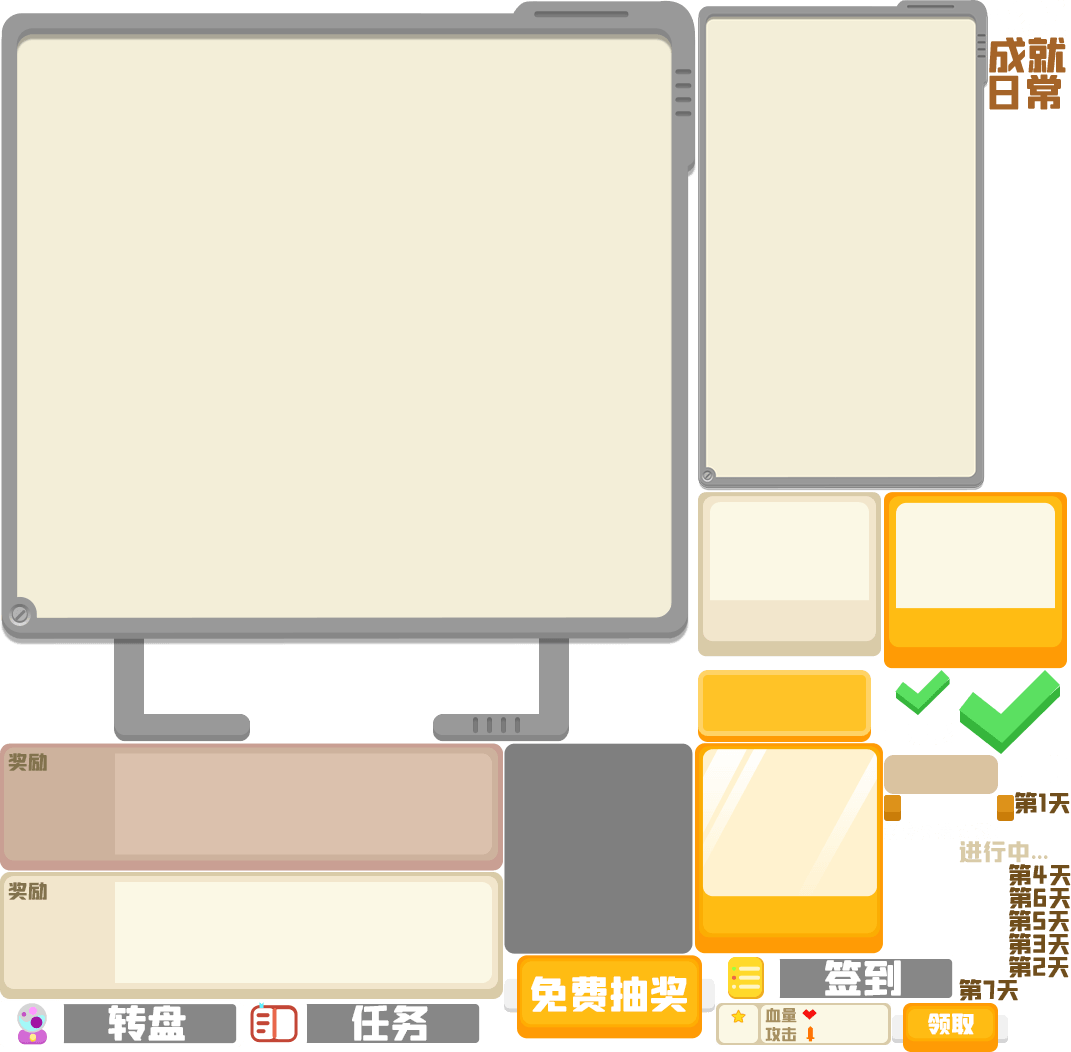 成就
日常
奖励
第1天
进行中...
第4天
奖励
第6天
第5天
第3天
第2天
签到
第7天
免费抽奖
转盘
任务
血量
攻击
领取